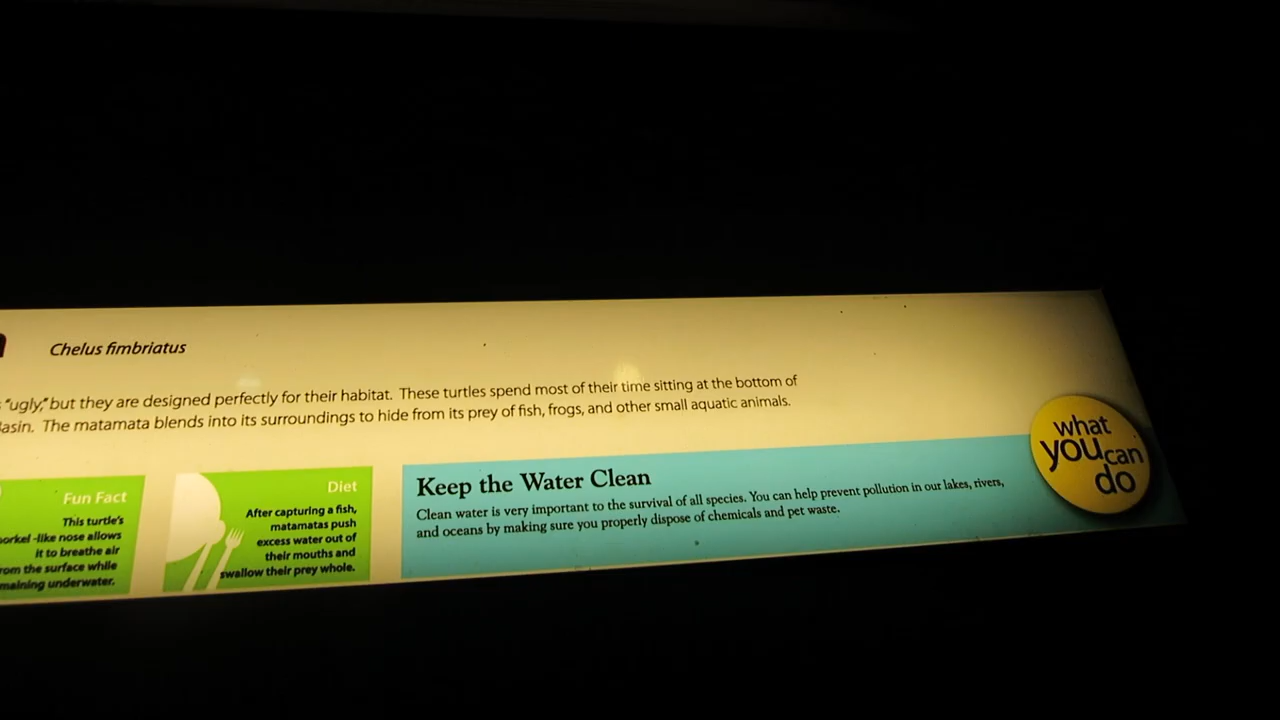 Chelus fimbriatus
"ugly," but they are designed perfectly for their habitat. These turtles spend most of their time sitting at the bottom of
The matamata blends into its surroundings to hide from its prey of fish, frogs, and other small aquatic animals.
Fun Fact
This turtle's
-like nose allows
it to breathe air
the surface while
underwater.
Diet
After capturing a fish,
matamatas push
excess water out of
their mouths and
swallow their prey whole.
Keep the Water Clean
Clean water is very important to the survival of all species. You can help prevent pollution in our lakes, rivers,
and oceans by making sure you properly dispose of chemicals and pet waste.
what
you can
do